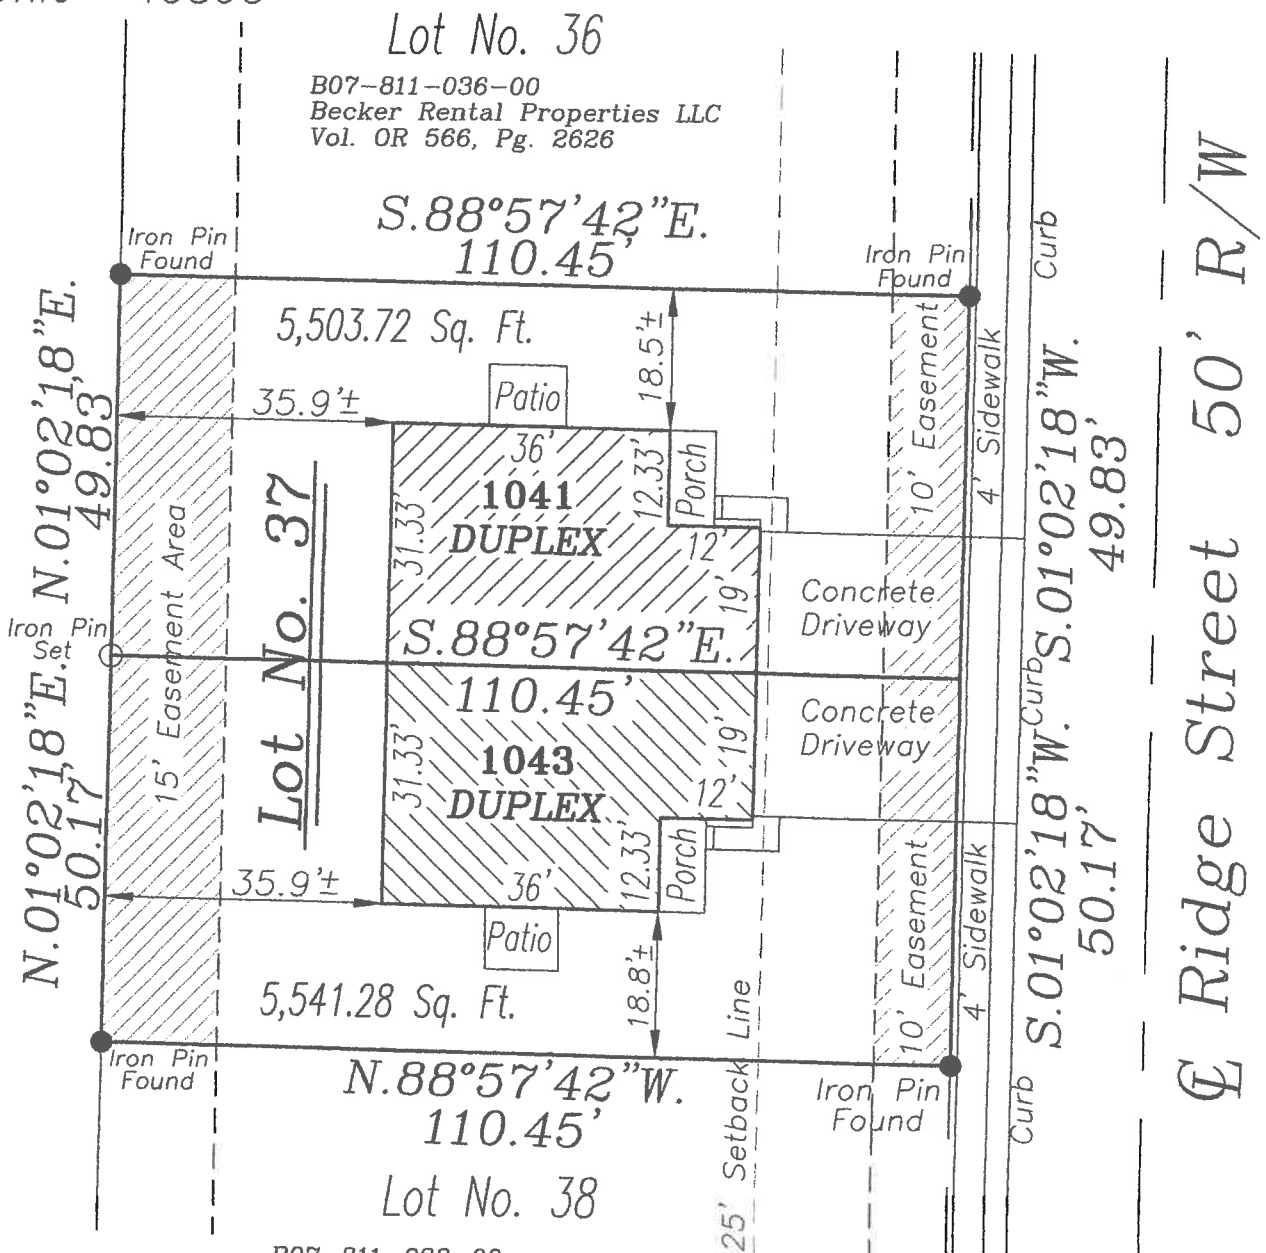 Lot No. 36
B07-811-036-00
Becker Rental Properties LLC
Vol. OR 566, Pg. 2626
S.88°57'42"E.
110.45'
Iron Pin
Found
Iron Pin
Found
5,503.72 Sq. Ft.
18.5'±
10' Easement
4' Sidewalk
Curb
N.01°02'18"E.
49.83'
S.01°02'18"W.
49.83'
35.9'±
Patio
36'
12.33'
Porch
31.33'
1041
DUPLEX
12'
19'
Concrete
Driveway
15' Easement Area
Lot No. 37
Iron Pin
Set
S.88°57'42"E.
110.45'
Curb
Concrete
Driveway
31.33'
1043
DUPLEX
19'
12'
12.33'
Porch
36'
Patio
35.9'±
N.01°02'18"E.
50.17'
S.01°02'18"W.
50.17'
10' Easement
4' Sidewalk
5,541.28 Sq. Ft.
18.8'±
25' Setback Line
Iron Pin
Found
N.88°57'42"W.
110.45'
Iron Pin
Found
Curb
℄ Ridge Street 50' R/W
Lot No. 38